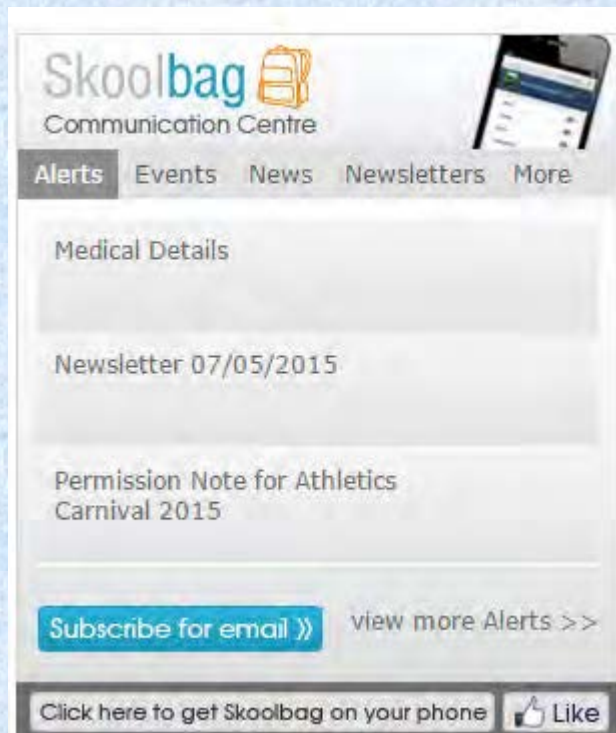 Skoolbag
Communication Centre
Alerts Events News Newsletters More
Medical Details
Newsletter 07/05/2015
Permission Note for Athletics
Carnival 2015
Subscribe for email »
view more Alerts >>
Click here to get Skoolbag on your phone
Like